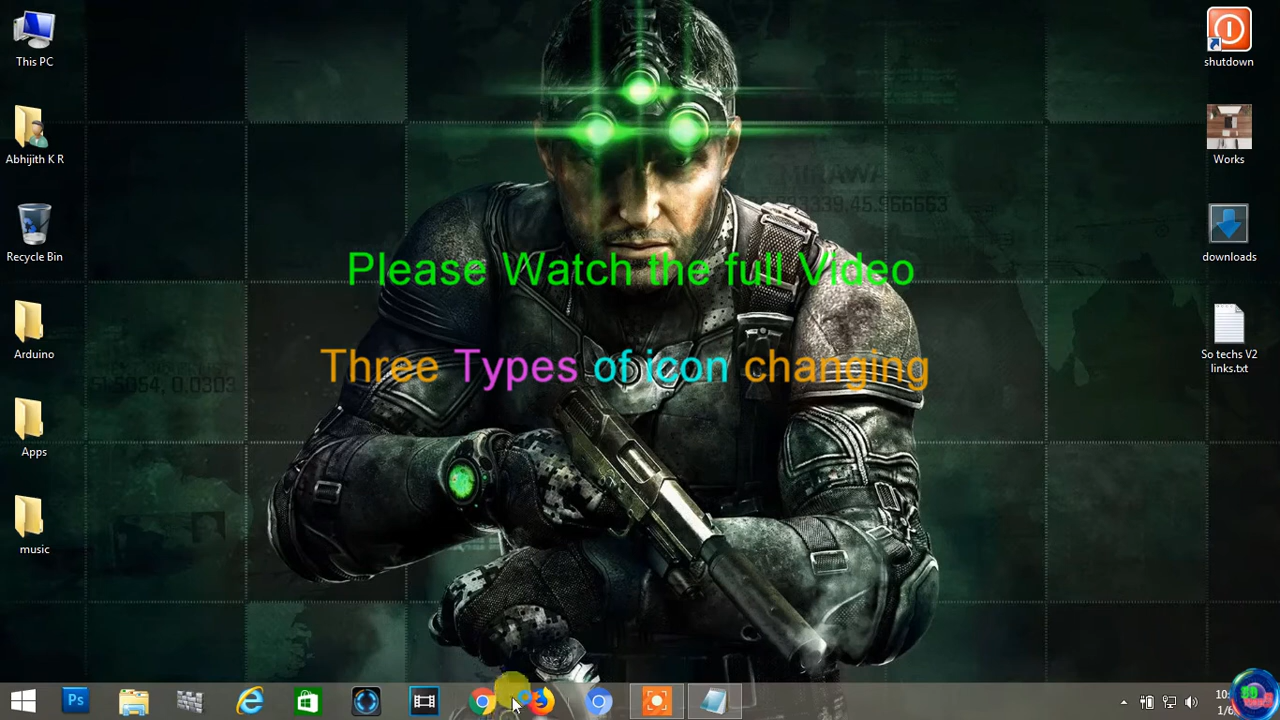 This PC
Abhijith K R
Recycle Bin
Arduino
Apps
music
shutdown
Works
downloads
So techs V2
links.txt
Please Watch the full Video
Three Types of icon changing
Ps